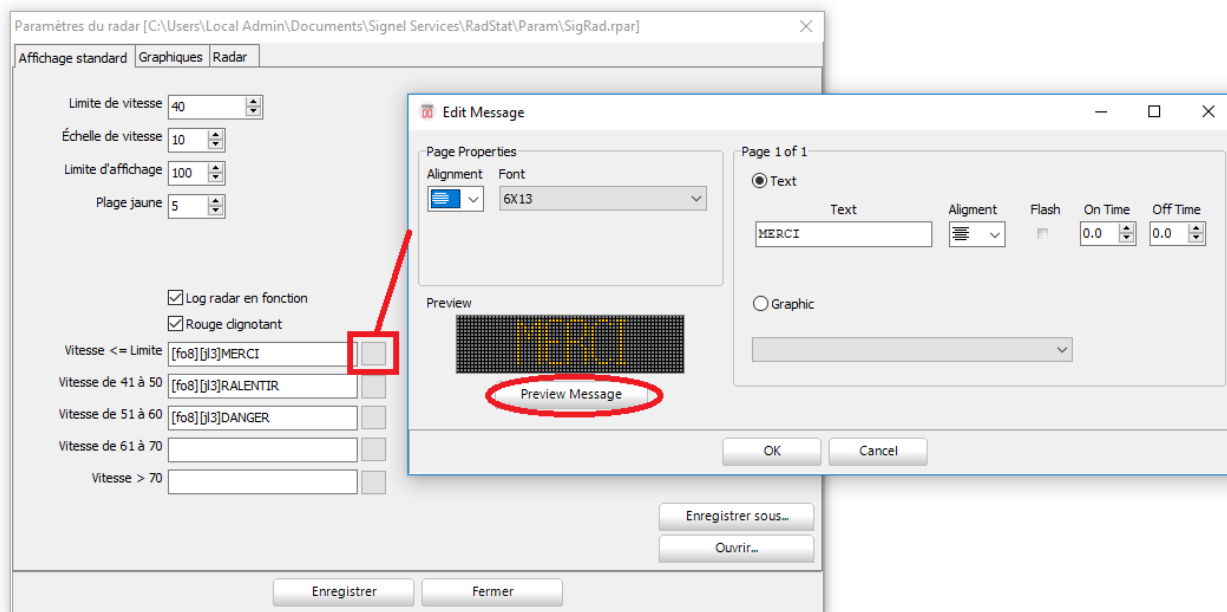 Paramètres du radar [C:\Users\Local Admin\Documents\Signel Services\RadStat\Param\SigRad.rpar]
Affichage standard
Graphiques
Radar
Limite de vitesse 40
Échelle de vitesse 10
Limite d'affichage 100
Plage jaune 5
Log radar en fonction
Rouge clignotant
Vitesse <= Limite [fo8][jl3]MERCI
Vitesse de 41 à 50 [fo8][jl3]RALENTIR
Vitesse de 51 à 60 [fo8][jl3]DANGER
Vitesse de 61 à 70
Vitesse > 70
Enregistrer sous...
Ouvrir...
Enregistrer
Fermer
Edit Message
Page Properties
Alignment Font
6X13
Preview
MERCI
Preview Message
Page 1 of 1
Text
Text Aligment Flash On Time Off Time
MERCI 0.0 0.0
Graphic
OK
Cancel